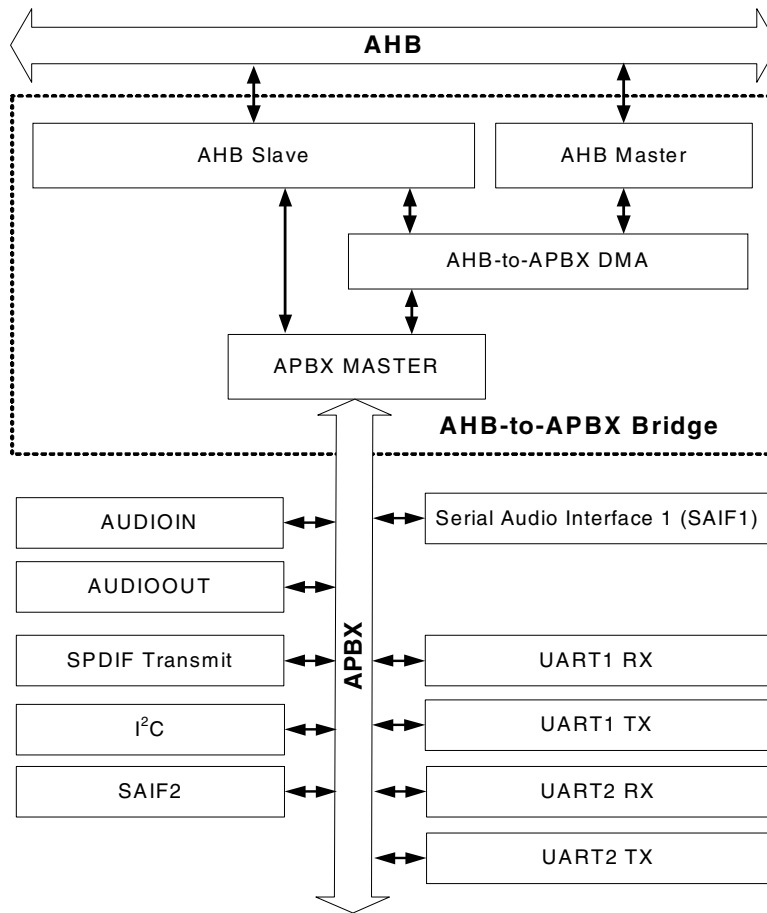 AHB
AHB Slave
AHB Master
AHB-to-APBX DMA
APBX MASTER
AHB-to-APBX Bridge
AUDIOIN
Serial Audio Interface 1 (SAIF1)
AUDIOOUT
APBX
SPDIF Transmit
UART1 RX
I²C
UART1 TX
SAIF2
UART2 RX
UART2 TX